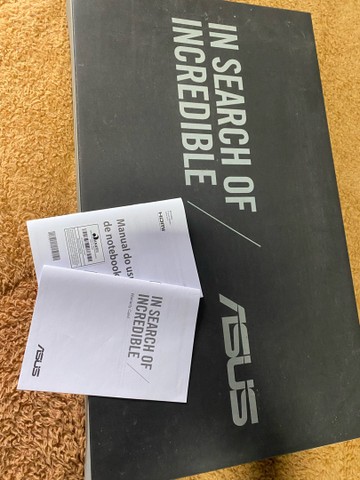 IN SEARCH OF
INCREDIBLE
ASUS
HDMI
Manual do us
de notebook
IN SEARCH OF
INCREDIBLE
ASUS